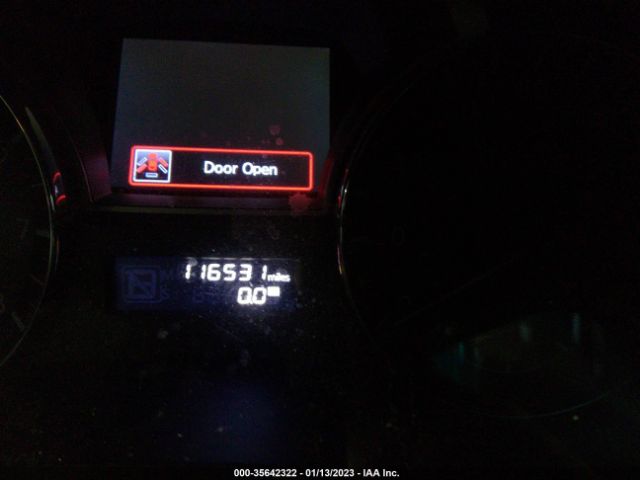 Door Open
116531 miles
0.0
000-35642322 - 01/13/2023 - IAA Inc.